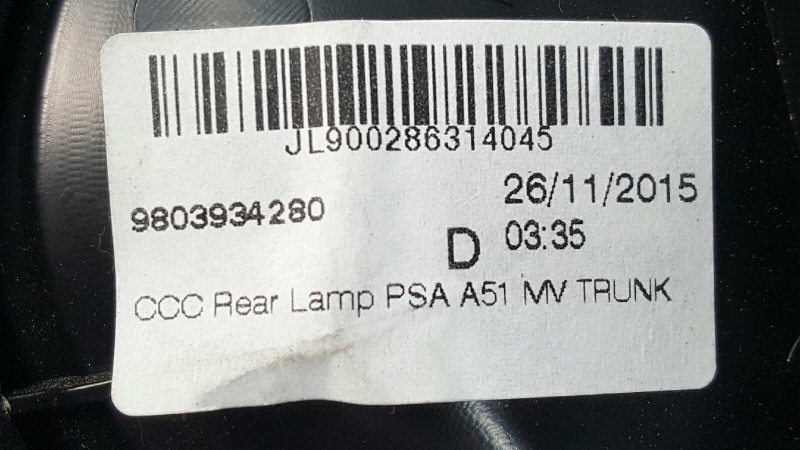 JL900286314045
9803934280
26/11/2015
D
03:35
CCC Rear Lamp PSA A51 MV TRUNK